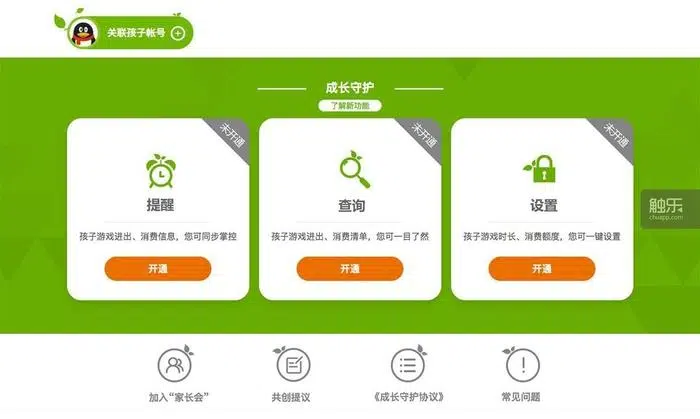 关联孩子帐号
成长守护
了解新功能
未开通
未开通
未开通
提醒
查询
设置
孩子游戏进出、消费信息，您可同步掌控
孩子游戏进出、消费清单，您可一目了然
孩子游戏时长、消费额度，您可一键设置
开通
开通
开通
触乐
chuapp.com
加入“家长会”
共创提议
《成长守护协议》
常见问题